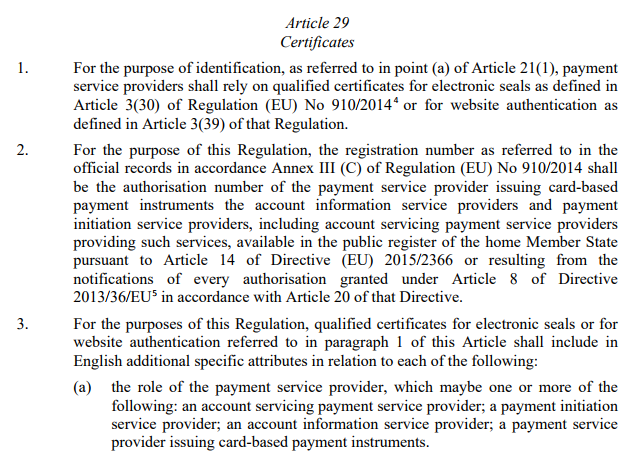 Article 29
Certificates
1. For the purpose of identification, as referred to in point (a) of Article 21(1), payment
service providers shall rely on qualified certificates for electronic seals as defined in
Article 3(30) of Regulation (EU) No 910/2014⁴ or for website authentication as
defined in Article 3(39) of that Regulation.
2. For the purpose of this Regulation, the registration number as referred to in the
official records in accordance Annex III (C) of Regulation (EU) No 910/2014 shall
be the authorisation number of the payment service provider issuing card-based
payment instruments the account information service providers and payment
initiation service providers, including account servicing payment service providers
providing such services, available in the public register of the home Member State
pursuant to Article 14 of Directive (EU) 2015/2366 or resulting from the
notifications of every authorisation granted under Article 8 of Directive
2013/36/EU⁵ in accordance with Article 20 of that Directive.
3. For the purposes of this Regulation, qualified certificates for electronic seals or for
website authentication referred to in paragraph 1 of this Article shall include in
English additional specific attributes in relation to each of the following:
(a) the role of the payment service provider, which maybe one or more of the
following: an account servicing payment service provider; a payment initiation
service provider; an account information service provider; a payment service
provider issuing card-based payment instruments.